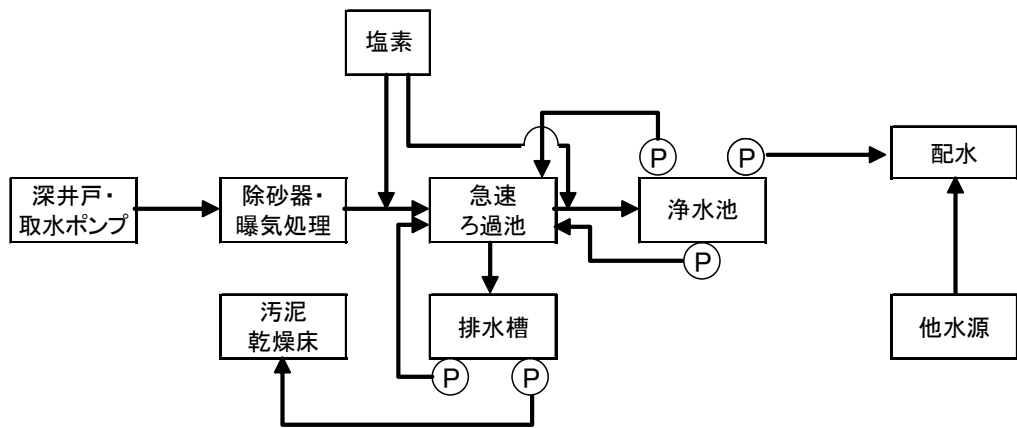 塩素
P
P
配水
深井戸・
取水ポンプ
除砂器・
曝気処理
急速
ろ過池
浄水池
P
汚泥
乾燥床
排水槽
他水源
P
P